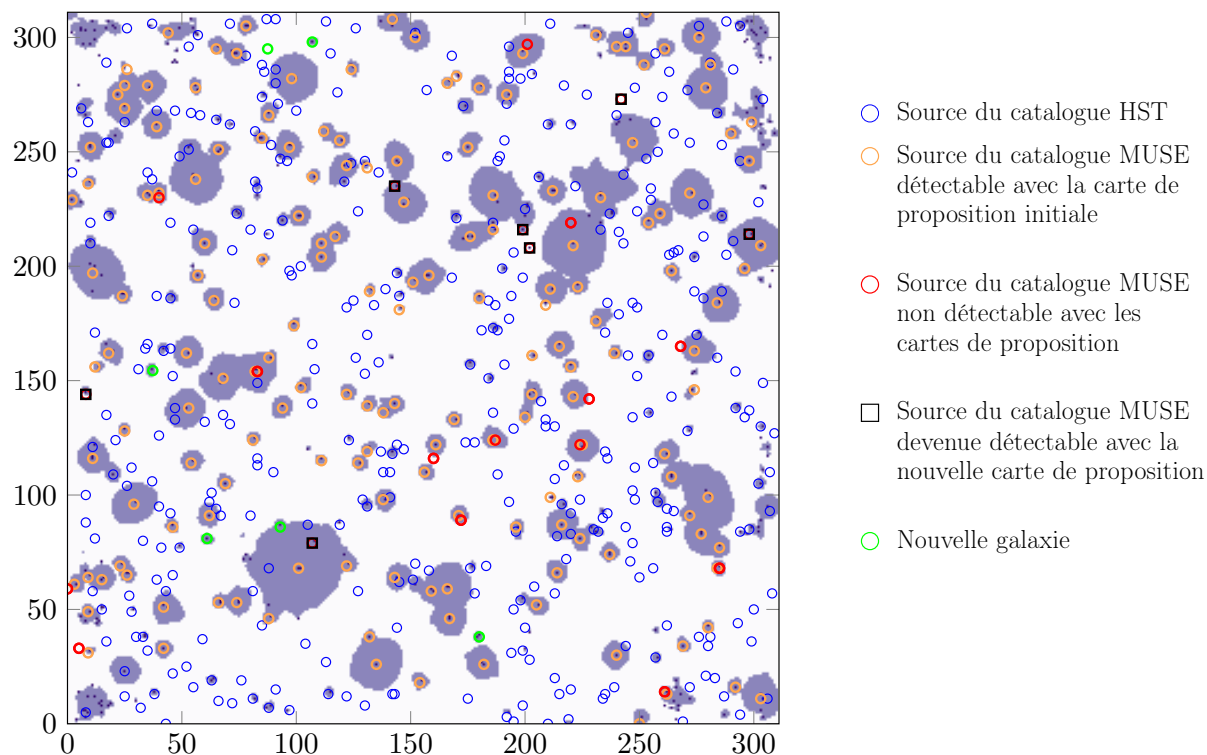 300
250
200
150
100
50
0
0 50 100 150 200 250 300
Source du catalogue HST
Source du catalogue MUSE
détectable avec la carte de
proposition initiale
Source du catalogue MUSE
non détectable avec les
cartes de proposition
Source du catalogue MUSE
devenue détectable avec la
nouvelle carte de proposition
Nouvelle galaxie